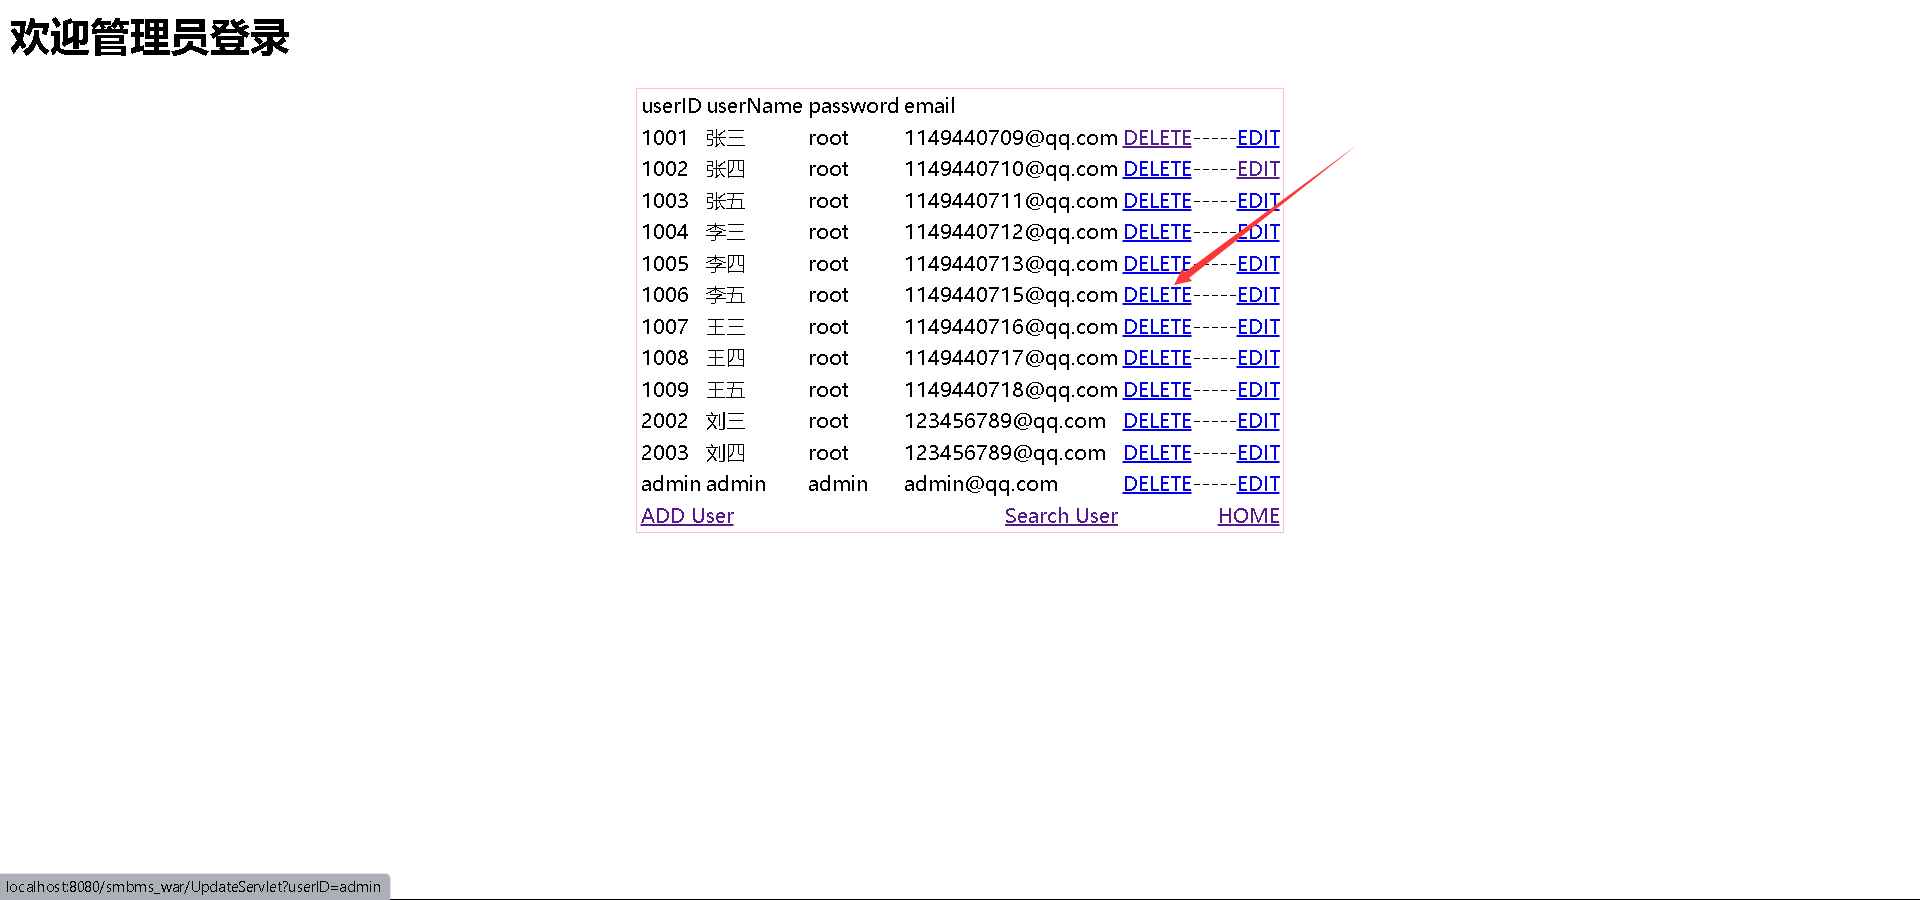 欢迎管理员登录
userID userName password email
1001 张三 root 1149440709@qq.com DELETE-----EDIT
1002 张四 root 1149440710@qq.com DELETE-----EDIT
1003 张五 root 1149440711@qq.com DELETE-----EDIT
1004 李三 root 1149440712@qq.com DELETE-----EDIT
1005 李四 root 1149440713@qq.com DELETE-----EDIT
1006 李五 root 1149440715@qq.com DELETE-----EDIT
1007 王三 root 1149440716@qq.com DELETE-----EDIT
1008 王四 root 1149440717@qq.com DELETE-----EDIT
1009 王五 root 1149440718@qq.com DELETE-----EDIT
2002 刘三 root 123456789@qq.com DELETE-----EDIT
2003 刘四 root 123456789@qq.com DELETE-----EDIT
admin admin admin admin@qq.com DELETE-----EDIT
ADD User Search User HOME
localhost:8080/smbms_war/UpdateServlet?userID=admin